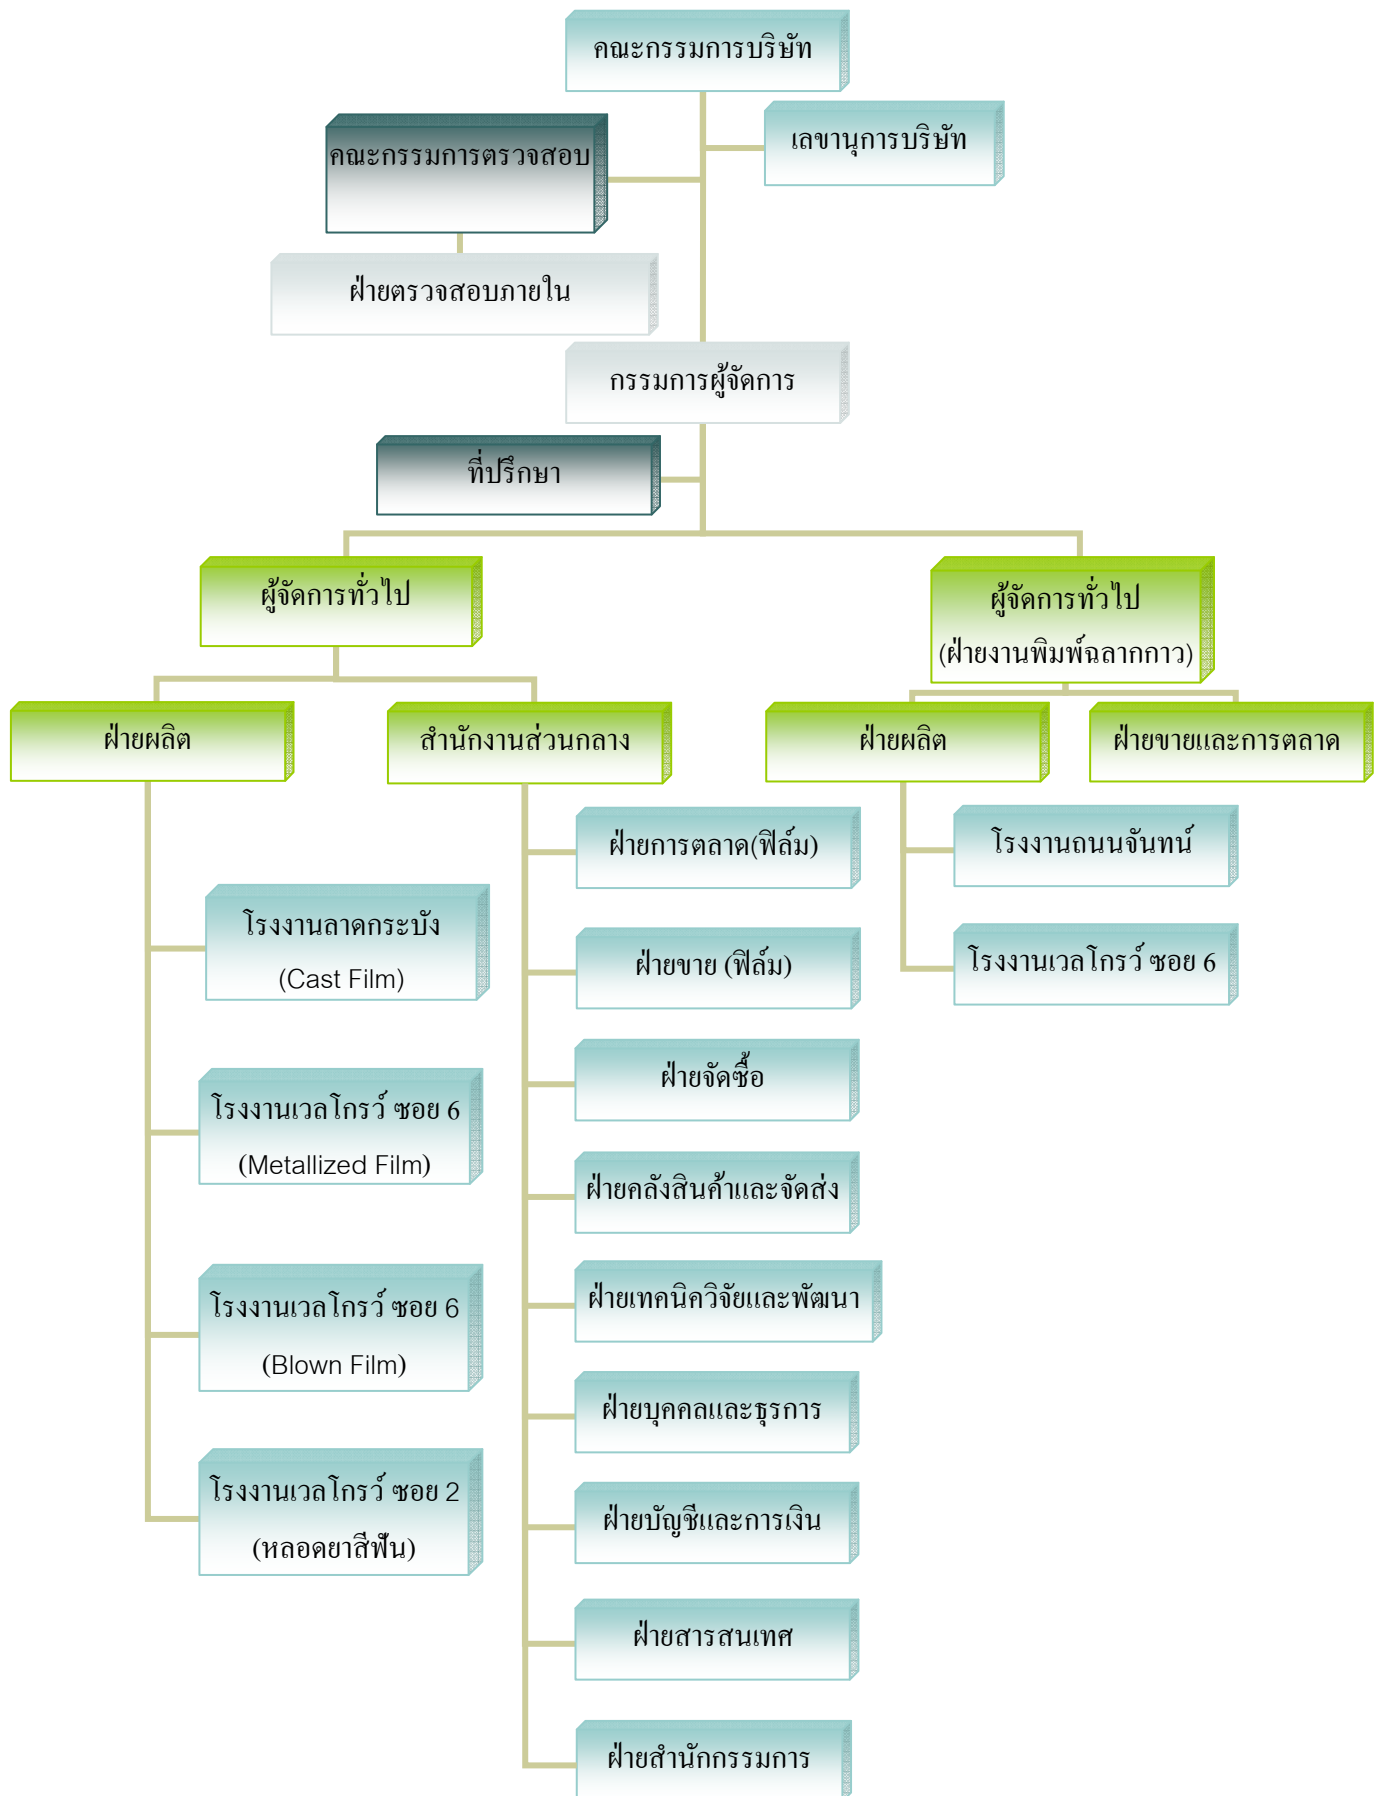 คณะกรรมการบริษัท
เลขานุการบริษัท
คณะกรรมการตรวจสอบ
ฝ่ายตรวจสอบภายใน
กรรมการผู้จัดการ
ที่ปรึกษา
ผู้จัดการทั่วไป
ผู้จัดการทั่วไป
(ฝ่ายงานพิมพ์ฉลากกาว)
ฝ่ายผลิต
สำนักงานส่วนกลาง
ฝ่ายผลิต
ฝ่ายขายและการตลาด
โรงงานลาดกระบัง
(Cast Film)
โรงงานเวลโกรว์ ซอย 6
(Metallized Film)
โรงงานเวลโกรว์ ซอย 6
(Blown Film)
โรงงานเวลโกรว์ ซอย 2
(หลอดยาสีฟัน)
ฝ่ายการตลาด(ฟิล์ม)
ฝ่ายขาย (ฟิล์ม)
ฝ่ายจัดซื้อ
ฝ่ายคลังสินค้าและจัดส่ง
ฝ่ายเทคนิควิจัยและพัฒนา
ฝ่ายบุคคลและธุรการ
ฝ่ายบัญชีและการเงิน
ฝ่ายสารสนเทศ
ฝ่ายสำนักกรรมการ
โรงงานถนนจันทน์
โรงงานเวลโกรว์ ซอย 6